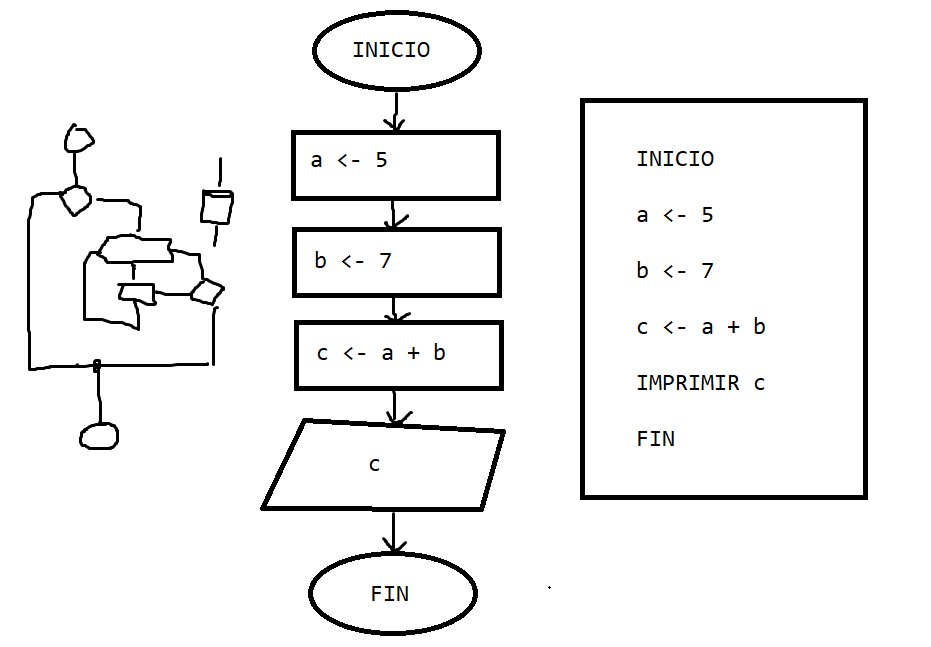 INICIO
a <- 5
b <- 7
c <- a + b
c
FIN
INICIO
a <- 5
b <- 7
c <- a + b
IMPRIMIR c
FIN